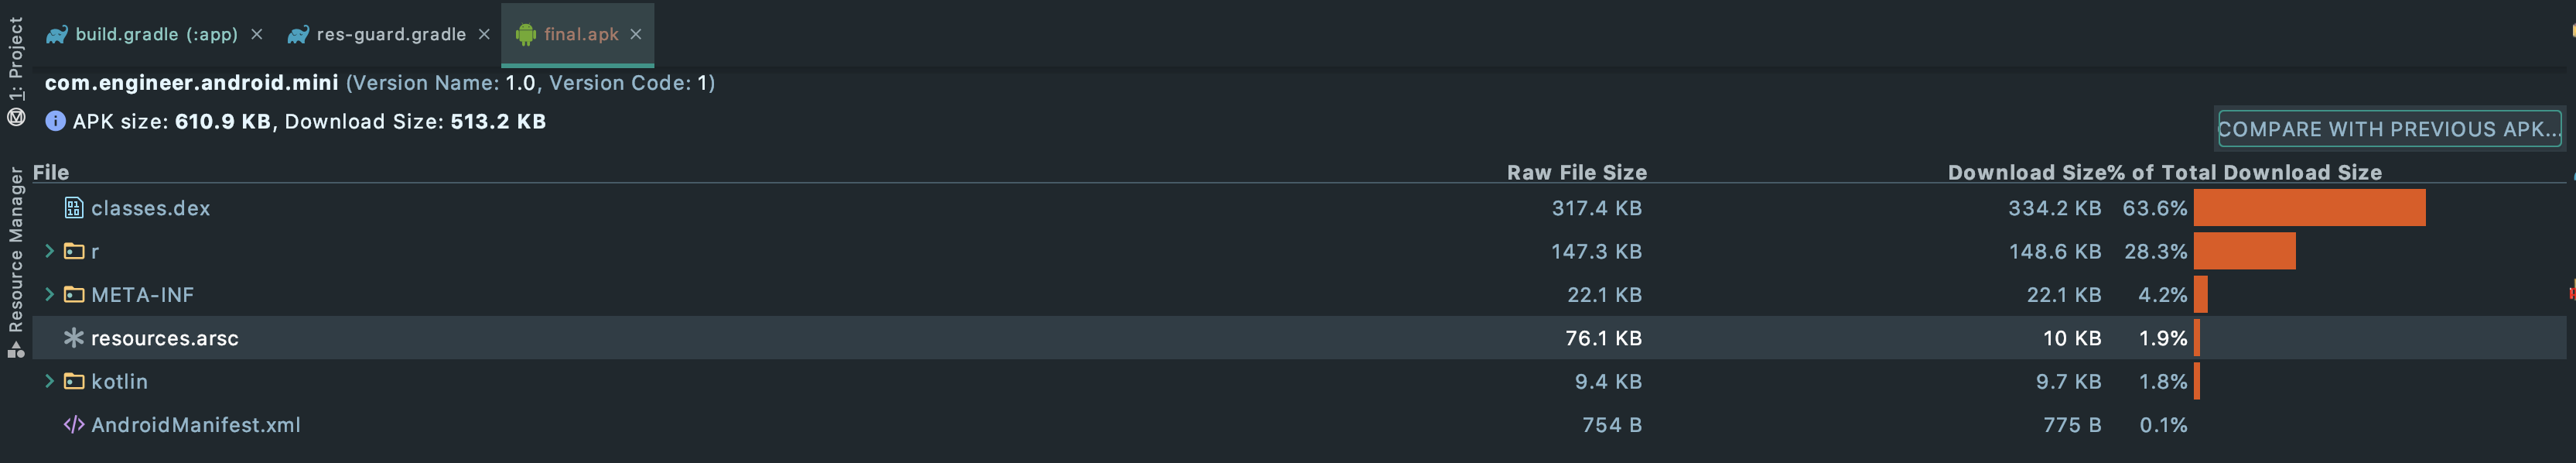 build.gradle (:app) × res-guard.gradle × final.apk ×
1: Project
Resource Manager
com.engineer.android.mini (Version Name: 1.0, Version Code: 1)
APK size: 610.9 KB, Download Size: 513.2 KB
COMPARE WITH PREVIOUS APK...
File Raw File Size Download Size% of Total Download Size
classes.dex 317.4 KB 334.2 KB 63.6%
r 147.3 KB 148.6 KB 28.3%
META-INF 22.1 KB 22.1 KB 4.2%
resources.arsc 76.1 KB 10 KB 1.9%
kotlin 9.4 KB 9.7 KB 1.8%
AndroidManifest.xml 754 B 775 B 0.1%